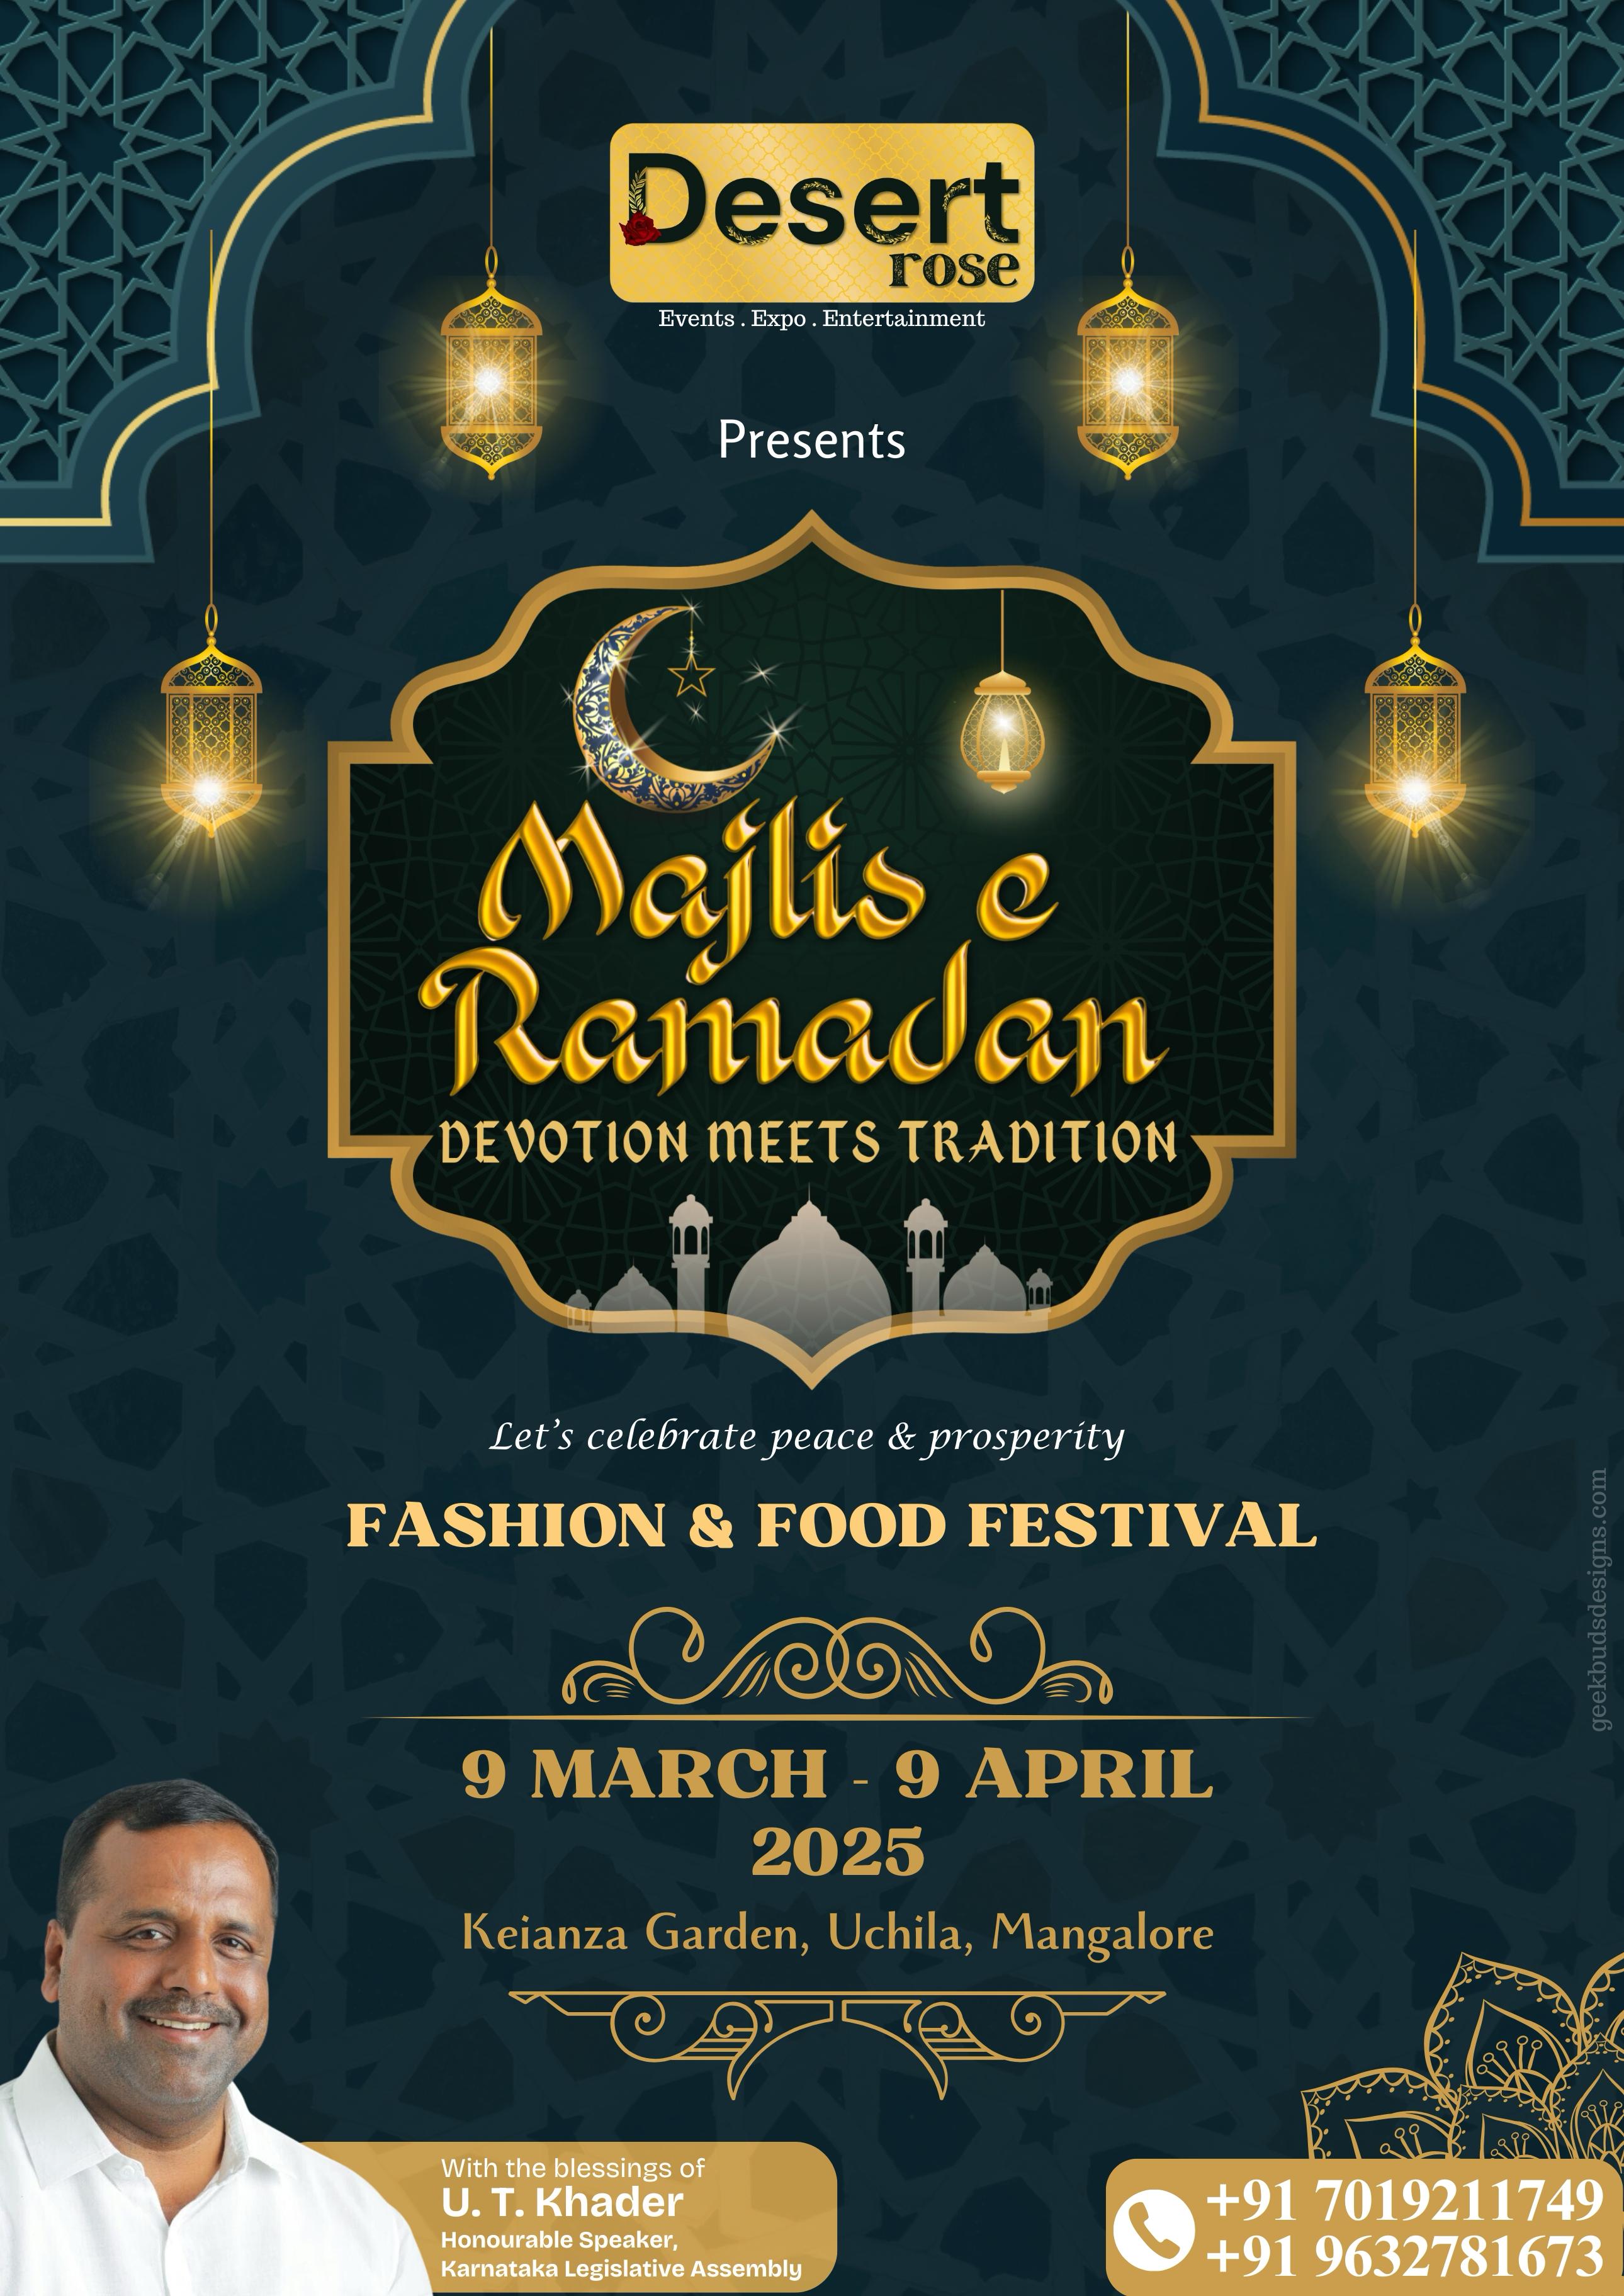 Desert
rose
Events . Expo . Entertainment
Presents
Majlis e
Ramadan
DEVOTION MEETS TRADITION
Let's celebrate peace & prosperity
FASHION & FOOD FESTIVAL
9 MARCH - 9 APRIL
2025
Keianza Garden, Uchila, Mangalore
With the blessings of
U. T. Khader
Honourable Speaker,
Karnataka Legislative Assembly
+91 7019211749
+91 9632781673
geekbudsdesigns.com